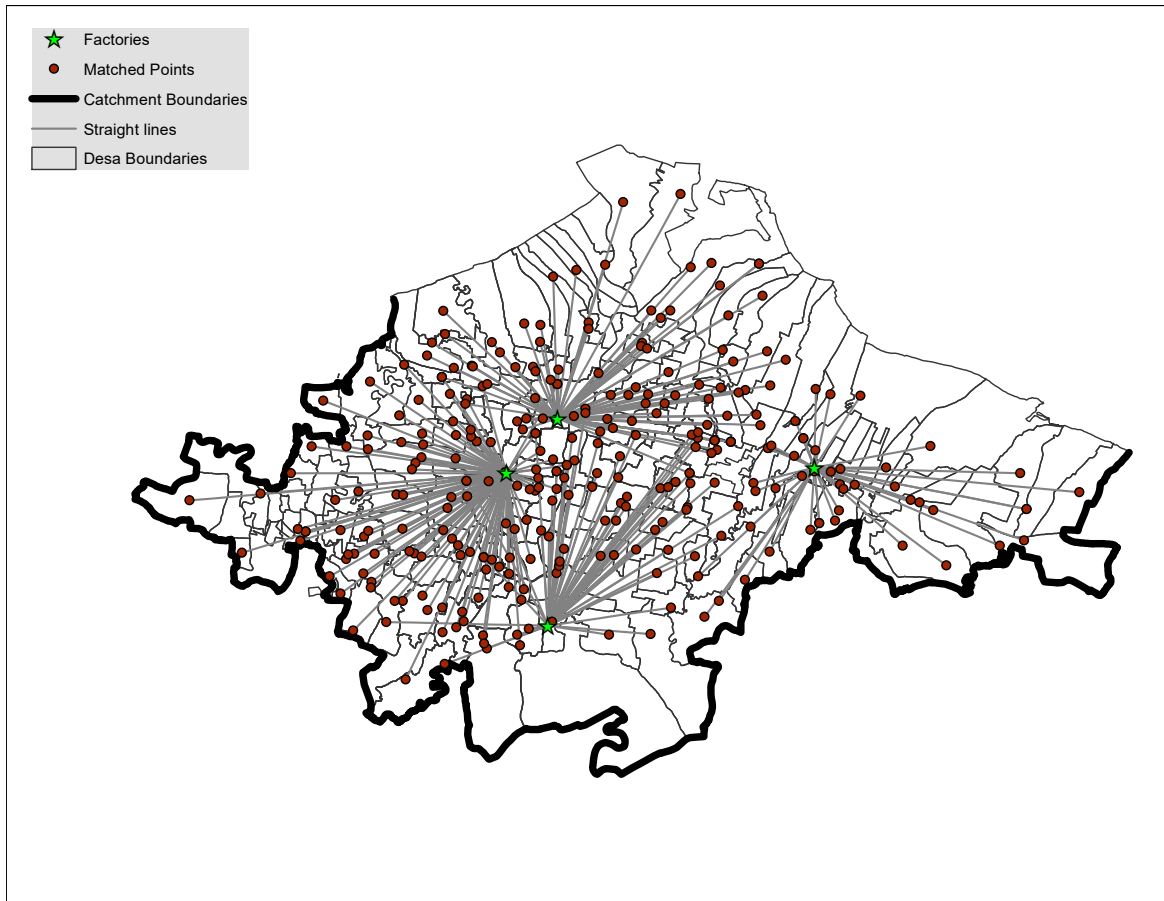 Factories
Matched Points
Catchment Boundaries
Straight lines
Desa Boundaries